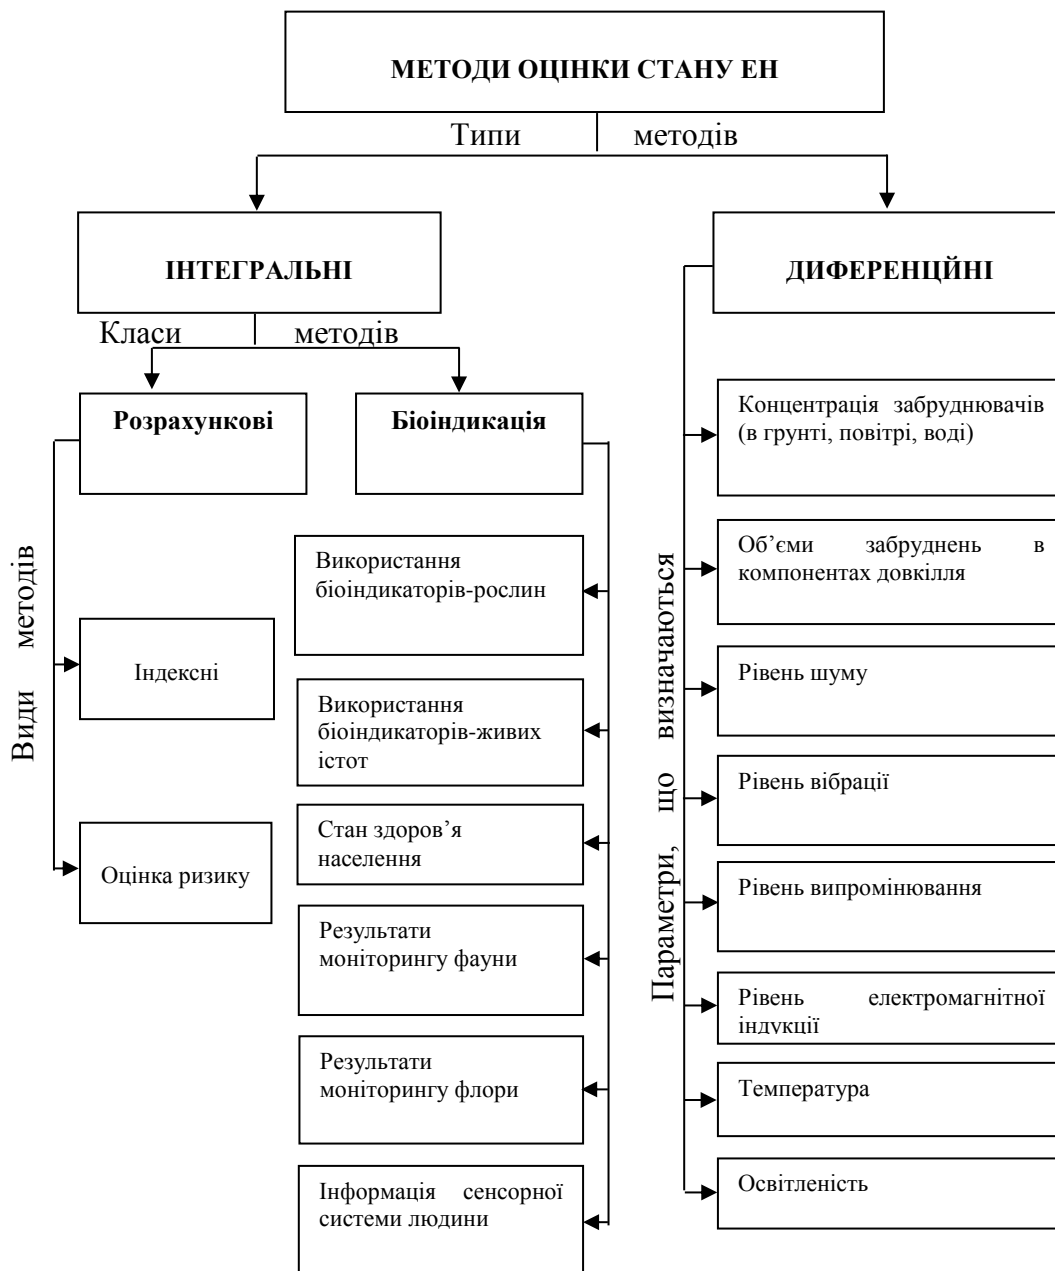 МЕТОДИ ОЦІНКИ СТАНУ ЕН
Типи методів
ІНТЕГРАЛЬНІ
ДИФЕРЕНЦЙНІ
Класи методів
Розрахункові
Біоіндикація
Види методів
Індексні
Оцінка ризику
Використання
біоіндикаторів-рослин
Використання
біоіндикаторів-живих
істот
Стан здоров’я
населення
Результати
моніторингу фауни
Результати
моніторингу флори
Інформація сенсорної
системи людини
Параметри, що визначаються
Концентрація забруднювачів
(в грунті, повітрі, воді)
Об’єми забруднень в
компонентах довкілля
Рівень шуму
Рівень вібрації
Рівень випромінювання
Рівень електромагнітної
індукції
Температура
Освітленість